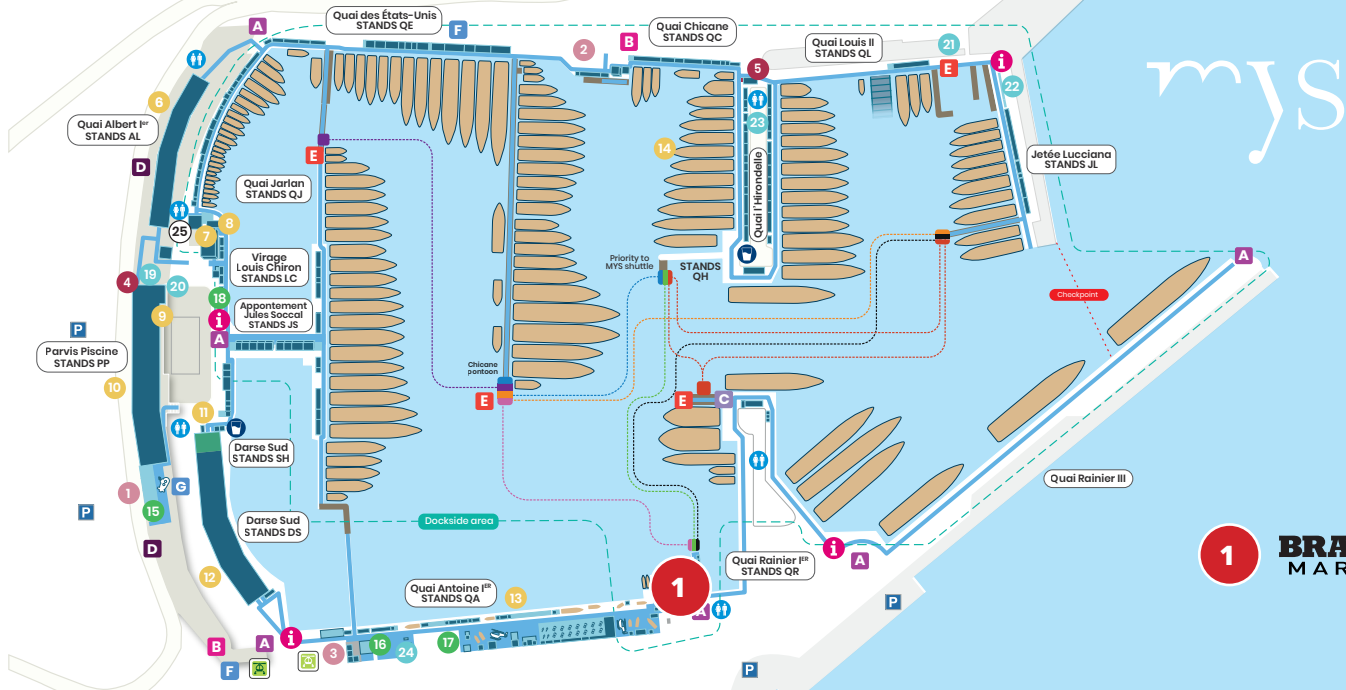 Quai des États-Unis
STANDS QE
A
F
2
B
Quai Chicane
STANDS QC
Quai Louis II
STANDS QL
21
E
i
22
5
6
Quai Albert Iᵉʳ
STANDS AL
D
23
Quai l'Hirondelle
14
E
mys
Jetée Lucciana
STANDS JL
Quai Jarlan
STANDS QJ
25
7
8
Virage
Louis Chiron
STANDS LC
Priority to
MYS shuttle
STANDS
QH
A
4
19
20
18
i
A
9
Appontement
Jules Soccal
STANDS JS
Checkpoint
P
Parvis Piscine
STANDS PP
10
Chicane
pontoon
E
E
C
11
Darse Sud
STANDS SH
Quai Rainier III
1
G
15
P
Darse Sud
STANDS DS
Dockside area
D
i
A
1
BRA
MAR
12
Quai Antoine Iᴱᴿ
STANDS QA
13
1
A
Quai Rainier Iᴱᴿ
STANDS QR
P
B
A
i
F
3
16
24
17
P